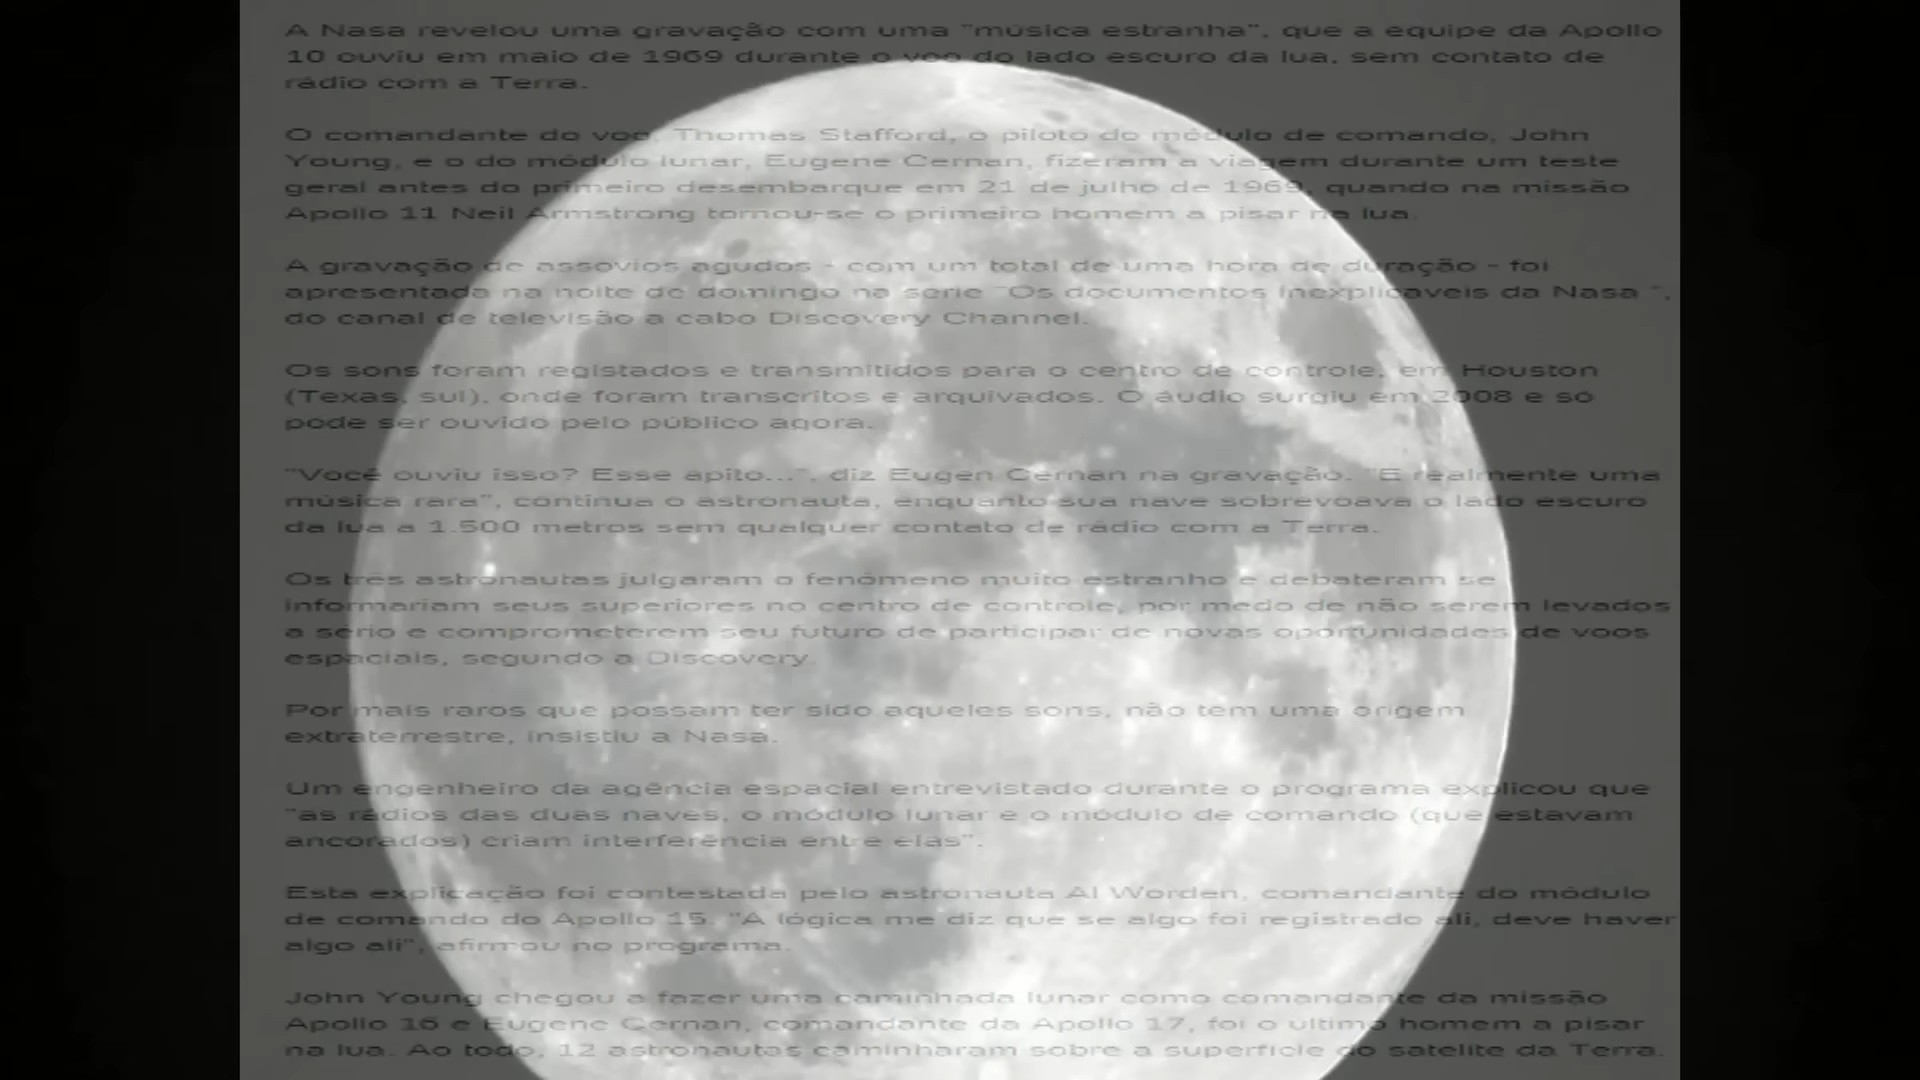 A Nasa revelou uma gravação com uma "música estranha", que a equipe da Apollo
10 ouviu em maio de 1969 durante o voo do lado escuro da lua, sem contato de
rádio com a Terra.
O comandante do voo, Thomas Stafford, o piloto do módulo de comando, John
Young, e o do módulo lunar, Eugene Cernan, fizeram a viagem durante um teste
geral antes do primeiro desembarque em 21 de julho de 1969, quando na missão
Apollo 11 Neil Armstrong tornou-se o primeiro homem a pisar na lua.
A gravação de assovios agudos - com um total de uma hora de duração - foi
apresentada na noite de domingo na serie "Os documentos inexplicaveis da Nasa ",
do canal de televisão a cabo Discovery Channel.
Os sons foram registados e transmitidos para o centro de controle, em Houston
(Texas, sul), onde foram transcritos e arquivados. O áudio surgiu em 2008 e só
pode ser ouvido pelo público agora.
"Você ouviu isso? Esse apito...", diz Eugen Cernan na gravação. "E realmente uma
música rara", continua o astronauta, enquanto sua nave sobrevoava o lado escuro
da lua a 1.500 metros sem qualquer contato de rádio com a Terra.
Os três astronautas julgaram o fenômeno muito estranho e debateram se
informariam seus superiores no centro de controle, por medo de não serem levados
a sério e comprometerem seu futuro de participar de novas oportunidades de voos
espaciais, segundo a Discovery.
Por mais raros que possam ter sido aqueles sons, não tem uma origem
extraterrestre, insistiu a Nasa.
Um engenheiro da agência espacial entrevistado durante o programa explicou que
"as rádios das duas naves, o módulo lunar e o módulo de comando (que estavam
ancorados) criam interferência entre elas".
Esta explicação foi contestada pelo astronauta Al Worden, comandante do módulo
de comando do Apollo 15. "A lógica me diz que se algo foi registrado ali, deve haver
algo ali", afirmou no programa.
John Young chegou a fazer uma caminhada lunar como comandante da missão
Apollo 16 e Eugene Cernan, comandante da Apollo 17, foi o ultimo homem a pisar
na lua. Ao todo, 12 astronautas caminharam sobre a superfície do satelite da Terra.